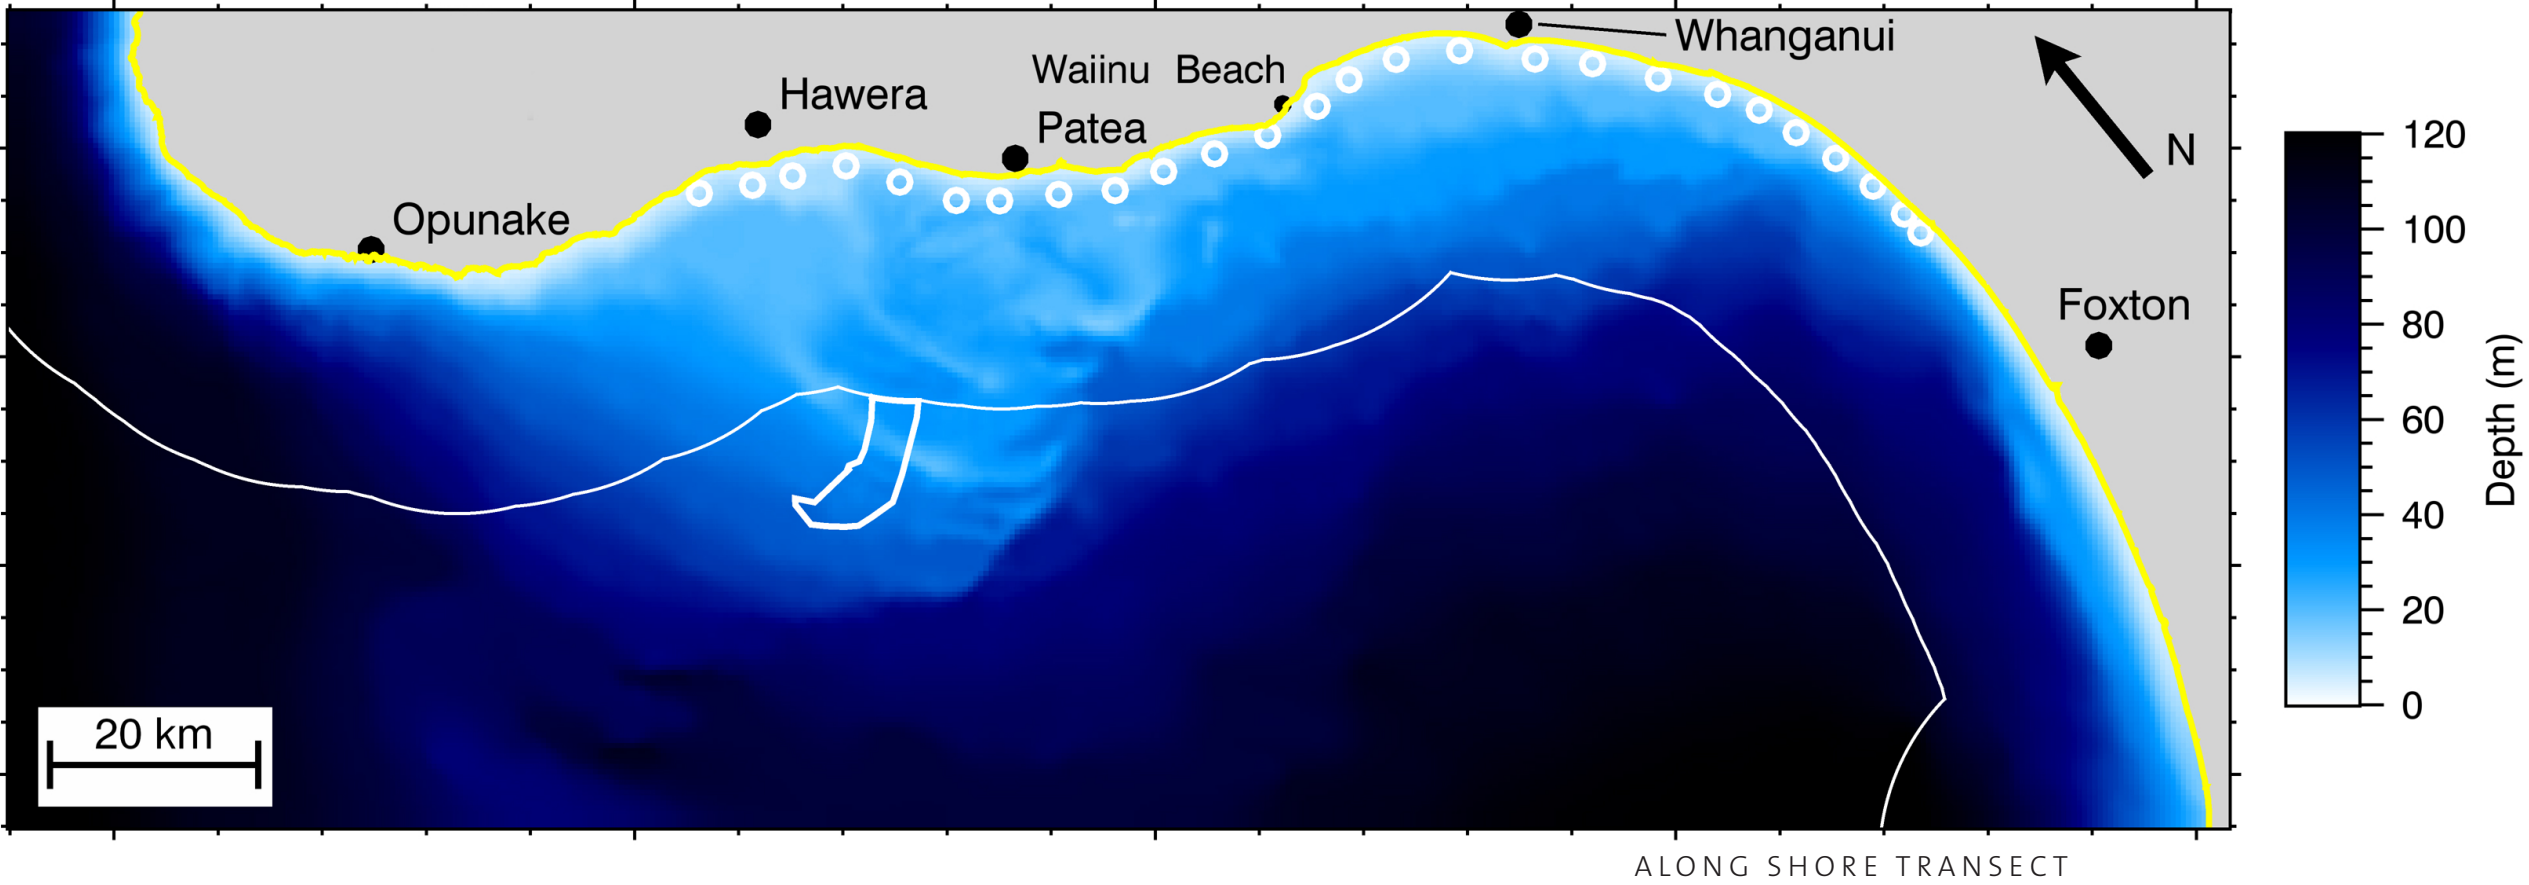 Whanganui
Waiinu Beach
Hawera
Patea
N
Opunake
Foxton
120
100
80
60
40
20
0
Depth (m)
20 km
ALONG SHORE TRANSECT